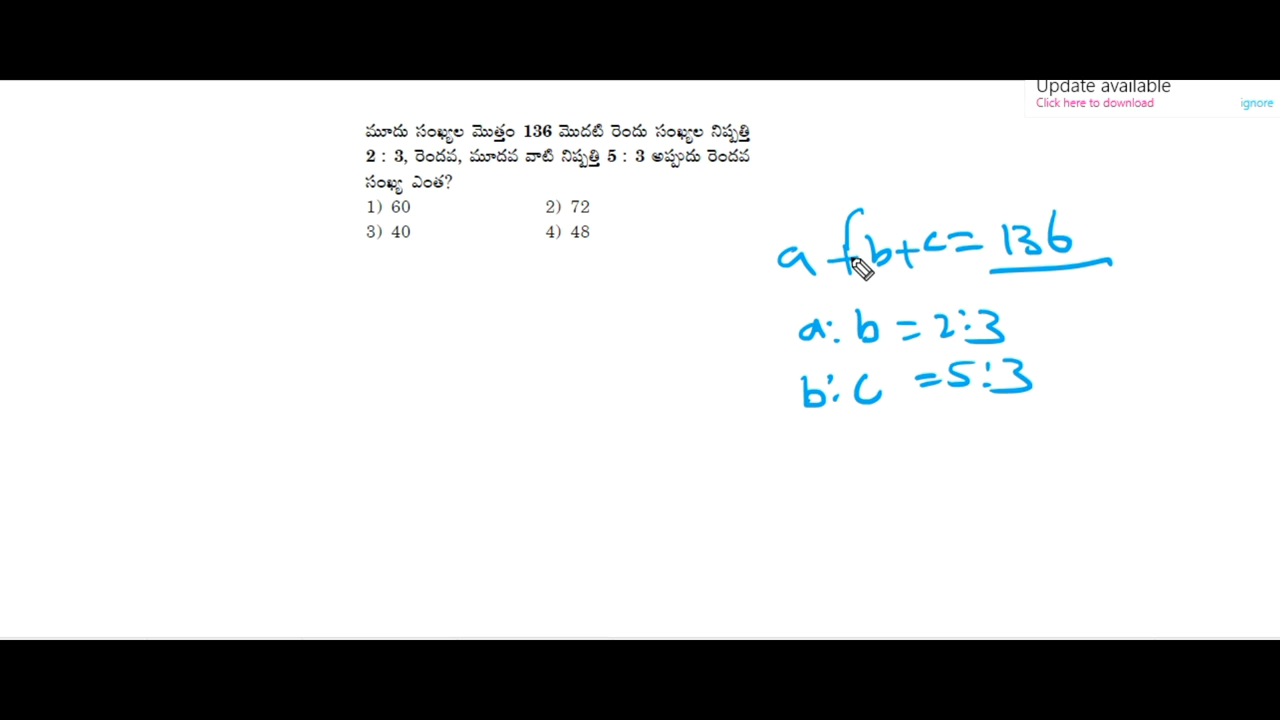 Update available
Click here to download ignore
మూడు సంఖ్యల మొత్తం 136 మొదటి రెండు సంఖ్యల నిష్పత్తి
2 : 3, రెండవ, మూడవ వాటి నిష్పత్తి 5 : 3 అప్పుడు రెండవ
సంఖ్య ఎంత?
1) 60 2) 72
3) 40 4) 48
a + b + c = 136
a : b = 2 : 3
b : c = 5 : 3